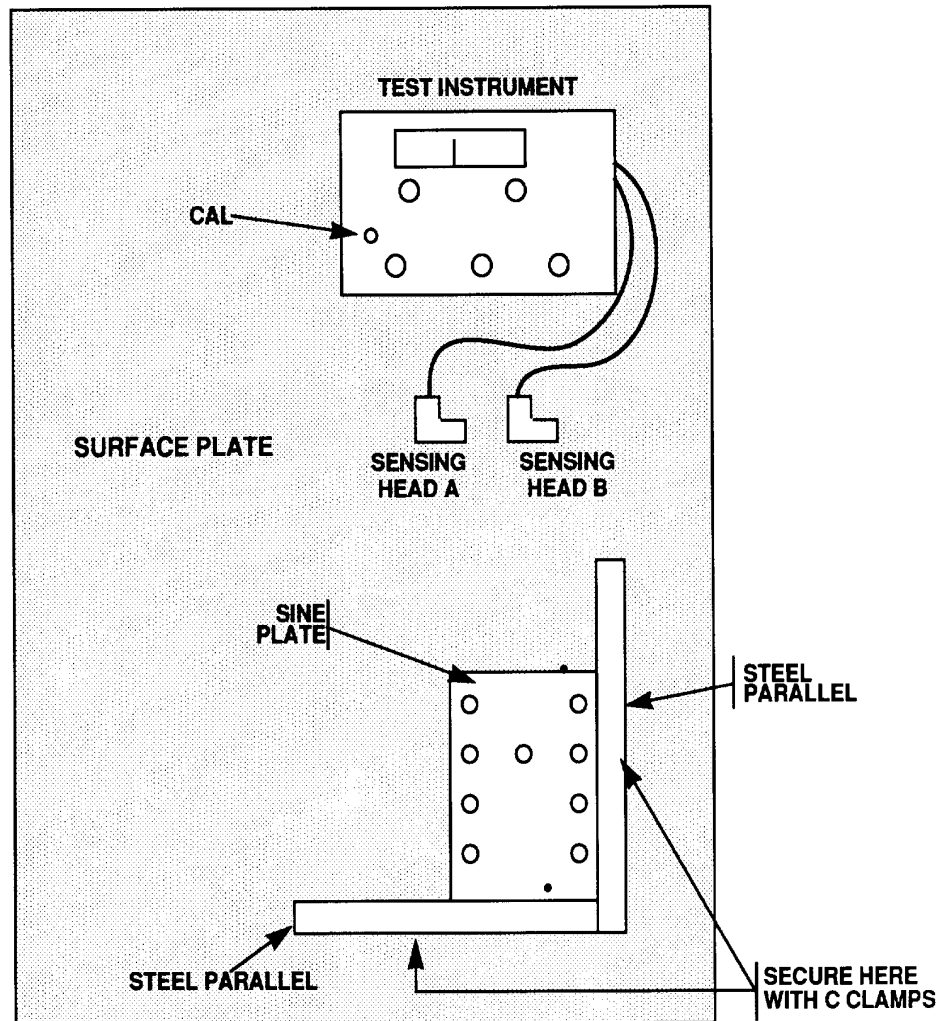 TEST INSTRUMENT
CAL
SURFACE PLATE
SENSING
HEAD A
SENSING
HEAD B
SINE
PLATE
STEEL
PARALLEL
STEEL PARALLEL
SECURE HERE
WITH C CLAMPS